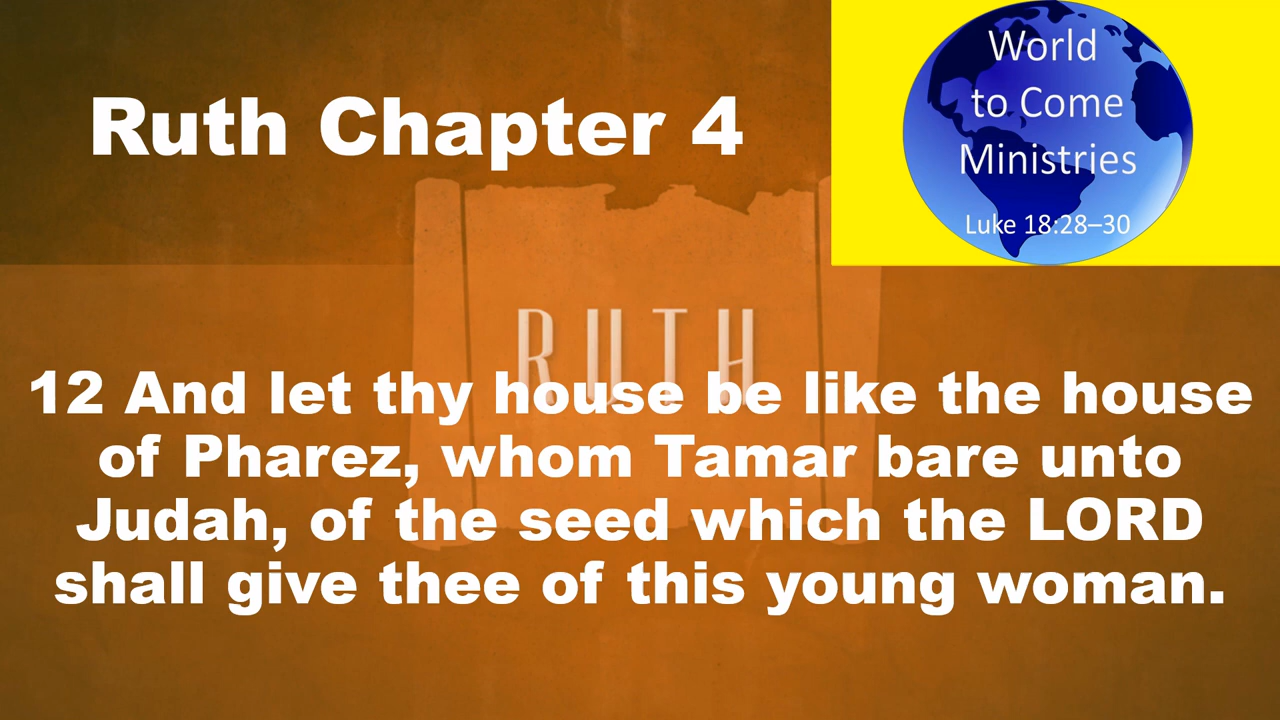 Ruth Chapter 4
World
to Come
Ministries
Luke 18:28–30
RUTH
12 And let thy house be like the house
of Pharez, whom Tamar bare unto
Judah, of the seed which the LORD
shall give thee of this young woman.